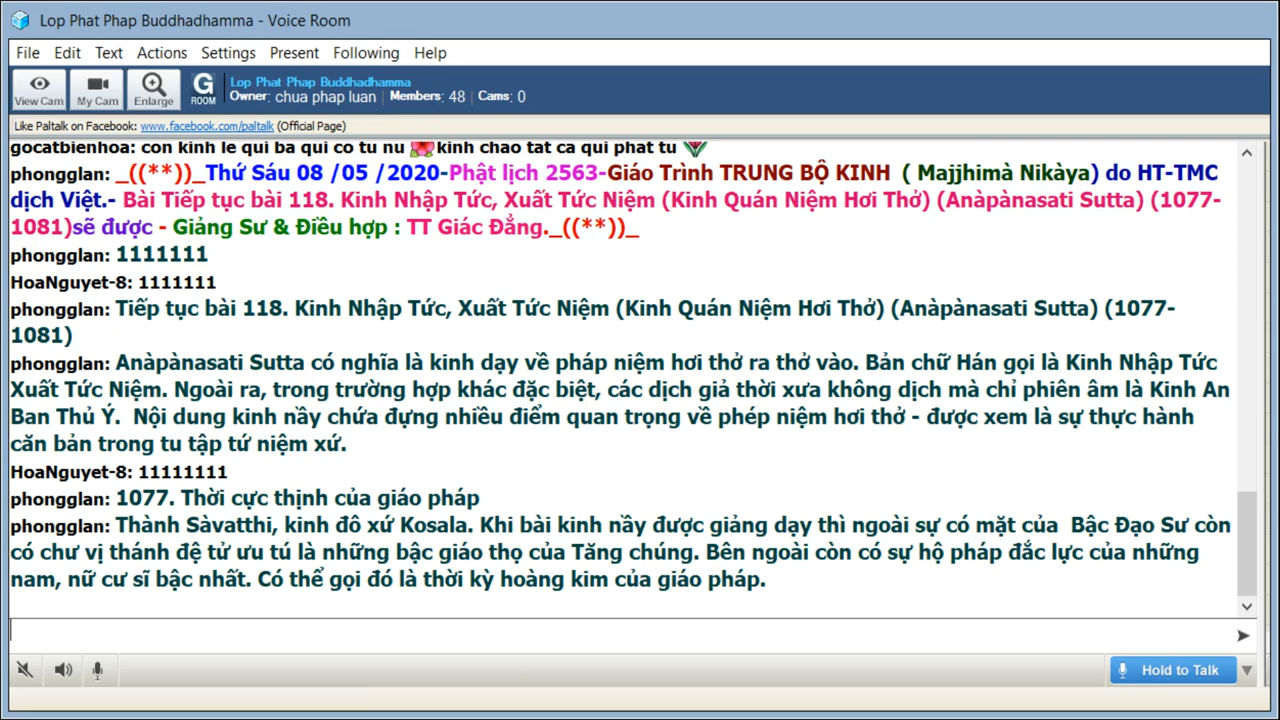 Lop Phat Phap Buddhadhamma - Voice Room
File Edit Text Actions Settings Present Following Help
View Cam My Cam Enlarge G ROOM Lop Phat Phap Buddhadhamma
Owner: chua phap luan Members: 48 Cams: 0
Like Paltalk on Facebook: www.facebook.com/paltalk (Official Page)
gocatbienhoa: con kinh le qui ba qui co tu nu kinh chao tat ca qui phat tu
phongglan: _((**))_Thứ Sáu 08 /05 /2020-Phật lịch 2563-Giáo Trình TRUNG BỘ KINH ( Majjhimà Nikàya) do HT-TMC
dịch Việt.- Bài Tiếp tục bài 118. Kinh Nhập Tức, Xuất Tức Niệm (Kinh Quán Niệm Hơi Thở) (Anàpànasati Sutta) (1077-
1081)sẽ được - Giảng Sư & Điều hợp : TT Giác Đẳng._((**))_
phongglan: 1111111
HoaNguyet-8: 1111111
phongglan: Tiếp tục bài 118. Kinh Nhập Tức, Xuất Tức Niệm (Kinh Quán Niệm Hơi Thở) (Anàpànasati Sutta) (1077-
1081)
phongglan: Anàpànasati Sutta có nghĩa là kinh dạy về pháp niệm hơi thở ra thở vào. Bản chữ Hán gọi là Kinh Nhập Tức
Xuất Tức Niệm. Ngoài ra, trong trường hợp khác đặc biệt, các dịch giả thời xưa không dịch mà chỉ phiên âm là Kinh An
Ban Thủ Ý. Nội dung kinh nầy chứa đựng nhiều điểm quan trọng về phép niệm hơi thở - được xem là sự thực hành
căn bản trong tu tập tứ niệm xứ.
HoaNguyet-8: 11111111
phongglan: 1077. Thời cực thịnh của giáo pháp
phongglan: Thành Sàvatthi, kinh đô xứ Kosala. Khi bài kinh nầy được giảng dạy thì ngoài sự có mặt của Bậc Đạo Sư còn
có chư vị thánh đệ tử ưu tú là những bậc giáo thọ của Tăng chúng. Bên ngoài còn có sự hộ pháp đắc lực của những
nam, nữ cư sĩ bậc nhất. Có thể gọi đó là thời kỳ hoàng kim của giáo pháp.
Hold to Talk